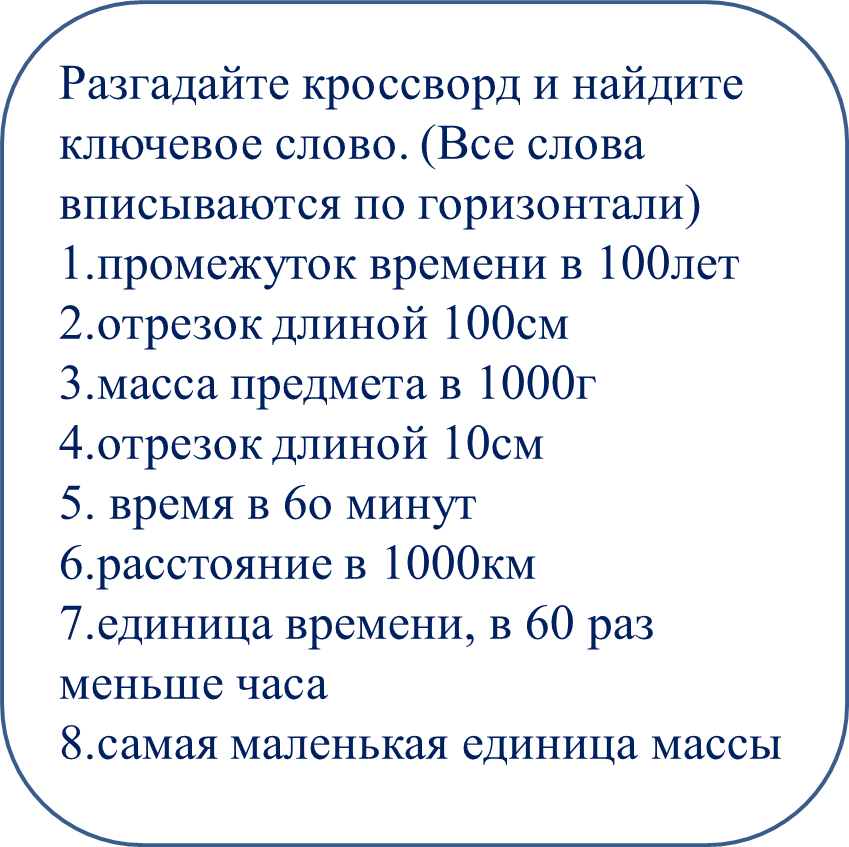 Разгадайте кроссворд и найдите
ключевое слово. (Все слова
вписываются по горизонтали)
1.промежуток времени в 100лет
2.отрезок длиной 100см
3.масса предмета в 1000г
4.отрезок длиной 10см
5. время в 6о минут
6.расстояние в 1000км
7.единица времени, в 60 раз
меньше часа
8.самая маленькая единица массы